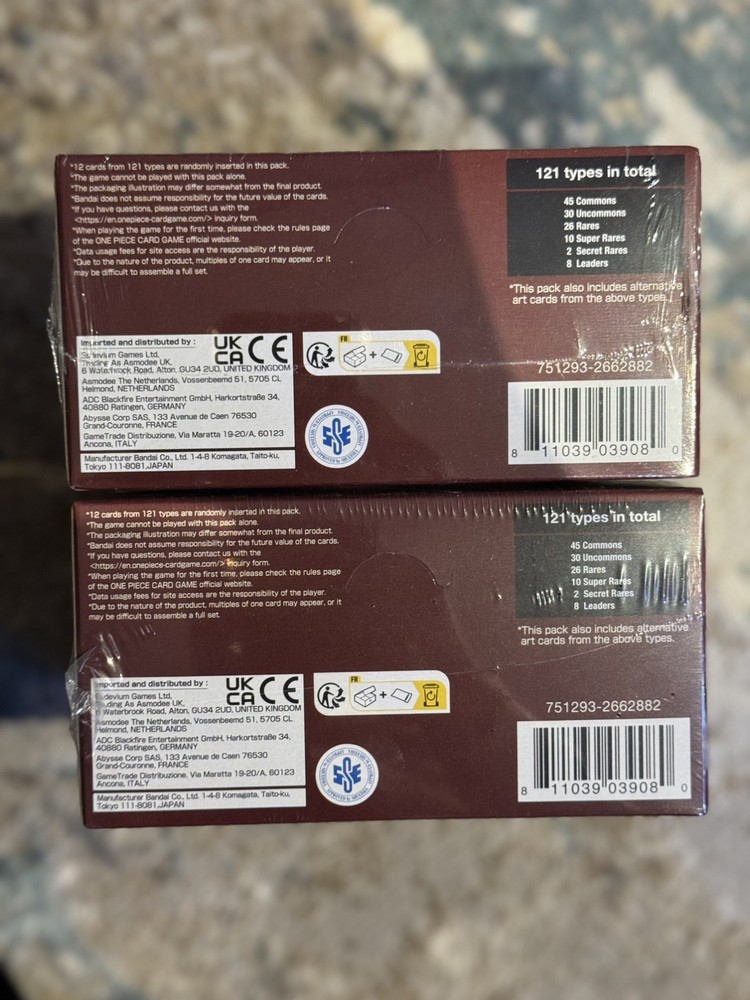 *12 cards from 121 types are randomly inserted in this pack.
*The game cannot be played with this pack alone.
*The packaging illustration may differ somewhat from the final product.
*Bandai does not assume responsibility for the future value of the cards.
*If you have questions, please contact us with the
<https://en.onepiece-cardgame.com/> inquiry form.
*When playing the game for the first time, please check the rules page
of the ONE PIECE CARD GAME official website.
*Data usage fees for site access are the responsibility of the player.
*Due to the nature of the product, multiples of one card may appear, or it
may be difficult to assemble a full set.
121 types in total
45 Commons
30 Uncommons
26 Rares
10 Super Rares
2 Secret Rares
8 Leaders
*This pack also includes alternative
art cards from the above types.
Imported and distributed by :
Games Ltd,
Trading As Asmodee UK,
6 Waterbrook Road, Alton, GU34 2UD, UNITED KINGDOM
Asmodee The Netherlands, Vossenbeemd 51, 5705 CL
Helmond, NETHERLANDS
ADC Blackfire Entertainment GmbH, Harkortstraße 34,
40880 Ratingen, GERMANY
Abysse Corp SAS, 133 Avenue de Caen 76530
Grand-Couronne, FRANCE
GameTrade Distribuzione, Via Maratta 19-20/A, 60123
Ancona, ITALY
Manufacturer Bandai Co., Ltd. 1-4-8 Komagata, Taito-ku,
Tokyo 111-8081,JAPAN
UK
CA CE
FR
+
751293-2662882
8 11039 03908 0
*12 cards from 121 types are randomly inserted in this pack.
*The game cannot be played with this pack alone.
*The packaging illustration may differ somewhat from the final product.
*Bandai does not assume responsibility for the future value of the cards.
*If you have questions, please contact us with the
<https://en.onepiece-cardgame.com/> inquiry form.
*When playing the game for the first time, please check the rules page
of the ONE PIECE CARD GAME official website.
*Data usage fees for site access are the responsibility of the player.
*Due to the nature of the product, multiples of one card may appear, or it
may be difficult to assemble a full set.
121 types in total
45 Commons
30 Uncommons
26 Rares
10 Super Rares
2 Secret Rares
8 Leaders
*This pack also includes alternative
art cards from the above types.
Imported and distributed by :
Games Ltd,
Trading As Asmodee UK,
6 Waterbrook Road, Alton, GU34 2UD, UNITED KINGDOM
Asmodee The Netherlands, Vossenbeemd 51, 5705 CL
Helmond, NETHERLANDS
ADC Blackfire Entertainment GmbH, Harkortstraße 34,
40880 Ratingen, GERMANY
Abysse Corp SAS, 133 Avenue de Caen 76530
Grand-Couronne, FRANCE
GameTrade Distribuzione, Via Maratta 19-20/A, 60123
Ancona, ITALY
Manufacturer Bandai Co., Ltd. 1-4-8 Komagata, Taito-ku,
Tokyo 111-8081,JAPAN
UK
CA CE
FR
+
751293-2662882
8 11039 03908 0